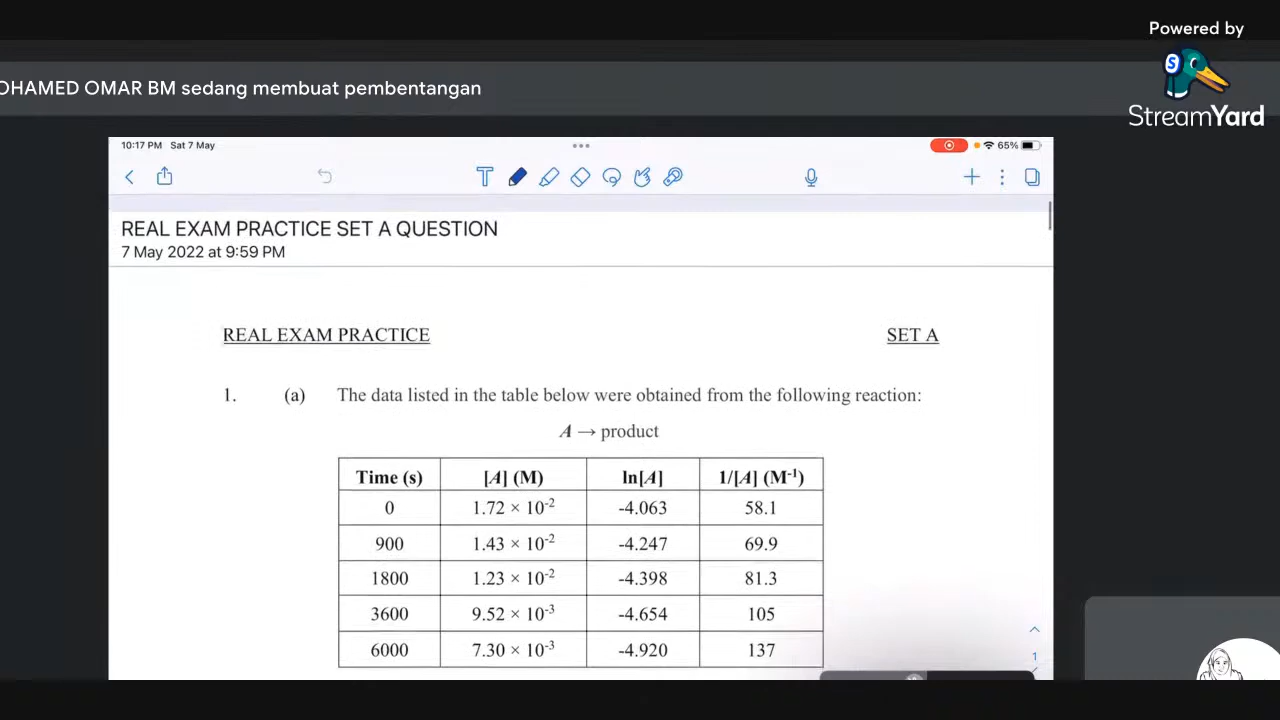 Powered by
StreamYard
OHAMED OMAR BM sedang membuat pembentangan
10:17 PM Sat 7 May
65%
REAL EXAM PRACTICE SET A QUESTION
7 May 2022 at 9:59 PM
REAL EXAM PRACTICE SET A
1. (a) The data listed in the table below were obtained from the following reaction:
A → product
Time (s) [A] (M) ln[A] 1/[A] (M⁻¹)
0 1.72 × 10⁻² -4.063 58.1
900 1.43 × 10⁻² -4.247 69.9
1800 1.23 × 10⁻² -4.398 81.3
3600 9.52 × 10⁻³ -4.654 105
6000 7.30 × 10⁻³ -4.920 137
1